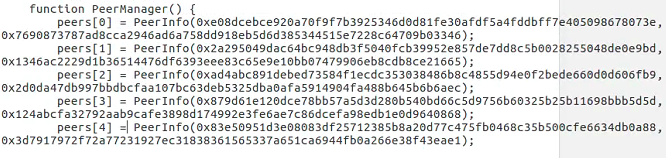 function PeerManager() {
peers[0] = PeerInfo(0xe08dcebce920a70f9f7b3925346d0d81fe30afdf5a4fddbff7e405098678073e,
0x7690873787ad8cca2946ad6a758dd918eb5d6d385344515e7228c64709b03346);
peers[1] = PeerInfo(0x2a295049dac64bc948db3f5040fcb39952e857de7dd8c5b0028255048de0e9bd,
0x1346ac2229d1b36514476df6393eee83c65e9e10bb07479906eb8cdb8ce21665);
peers[2] = PeerInfo(0xad4abc891debed73584f1ecdc353038486b8c4855d94e0f2bede660d0d606fb9,
0x2d0da47db997bbdbcfaa107bc63deb5325dba0afa5914904fa488b645b6b6aec);
peers[3] = PeerInfo(0x879d61e120dce78bb57a5d3d280b540bd66c5d9756b60325b25b11698bbb5d5d,
0x124abcfa32792aab9cafe3898d174992e3fe6ae7c86dcefa98edb1e0d9640868);
peers[4] = PeerInfo(0x83e50951d3e08083df25712385b8a20d77c475fb0468c35b500cfe6634db0a88,
0x3d7917972f72a77231927ec31838361565337a651ca6944fb0a266e38f43eae1);